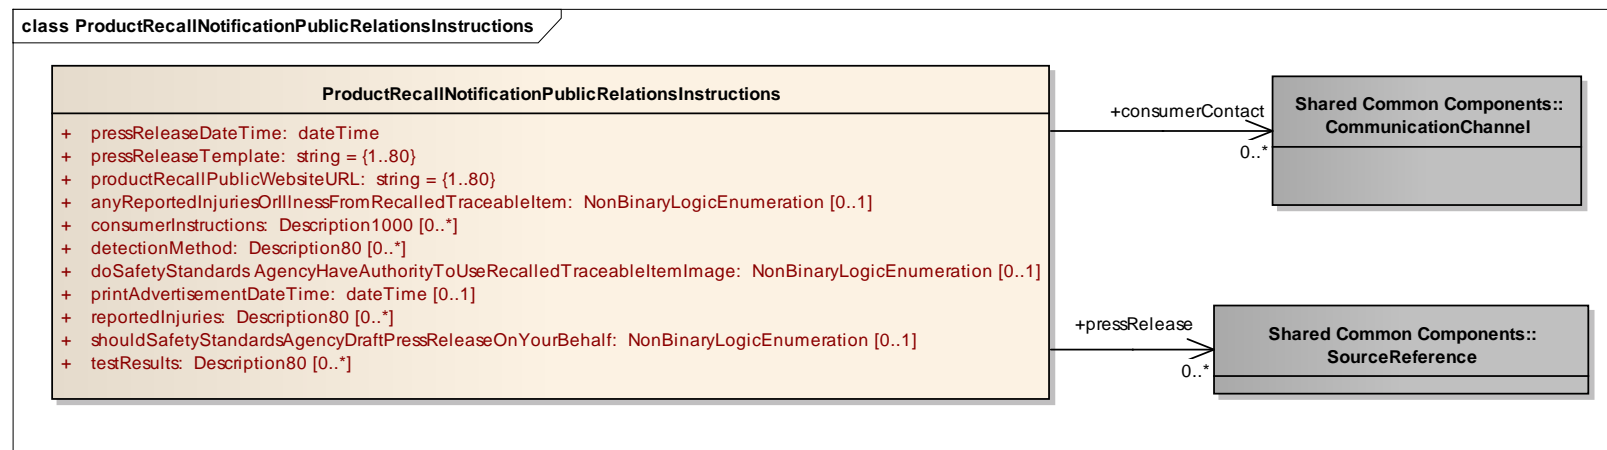 class ProductRecallNotificationPublicRelationsInstructions
ProductRecallNotificationPublicRelationsInstructions
+ pressReleaseDateTime: dateTime
+ pressReleaseTemplate: string = {1..80}
+ productRecallPublicWebsiteURL: string = {1..80}
+ anyReportedInjuriesOrIllnessFromRecalledTraceableItem: NonBinaryLogicEnumeration [0..1]
+ consumerInstructions: Description1000 [0..*]
+ detectionMethod: Description80 [0..*]
+ doSafetyStandards AgencyHaveAuthorityToUseRecalledTraceableItemImage: NonBinaryLogicEnumeration [0..1]
+ printAdvertisementDateTime: dateTime [0..1]
+ reportedInjuries: Description80 [0..*]
+ shouldSafetyStandardsAgencyDraftPressReleaseOnYourBehalf: NonBinaryLogicEnumeration [0..1]
+ testResults: Description80 [0..*]
+consumerContact
0..*
Shared Common Components::
CommunicationChannel
+pressRelease
0..*
Shared Common Components::
SourceReference